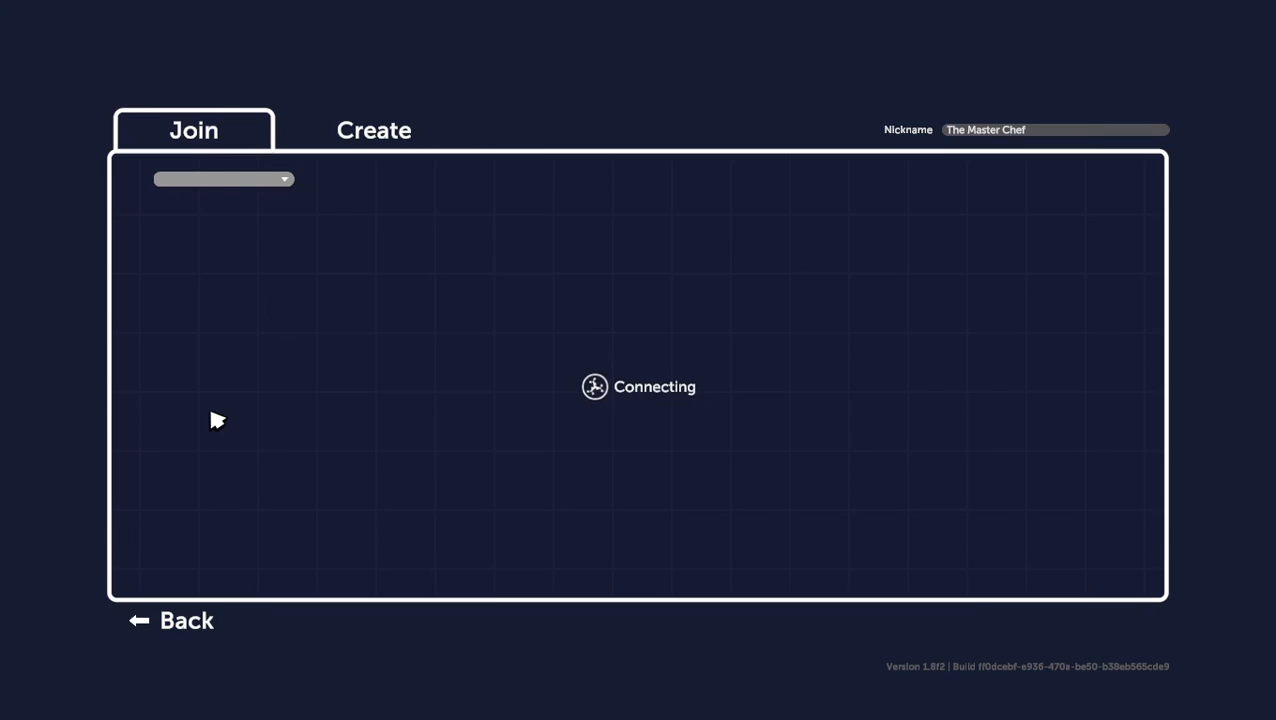 Join
Create
Nickname
The Master Chef
Connecting
Back
Version 1.8f2 | Build ff0dcebf-e936-470a-be50-b38eb565cde9